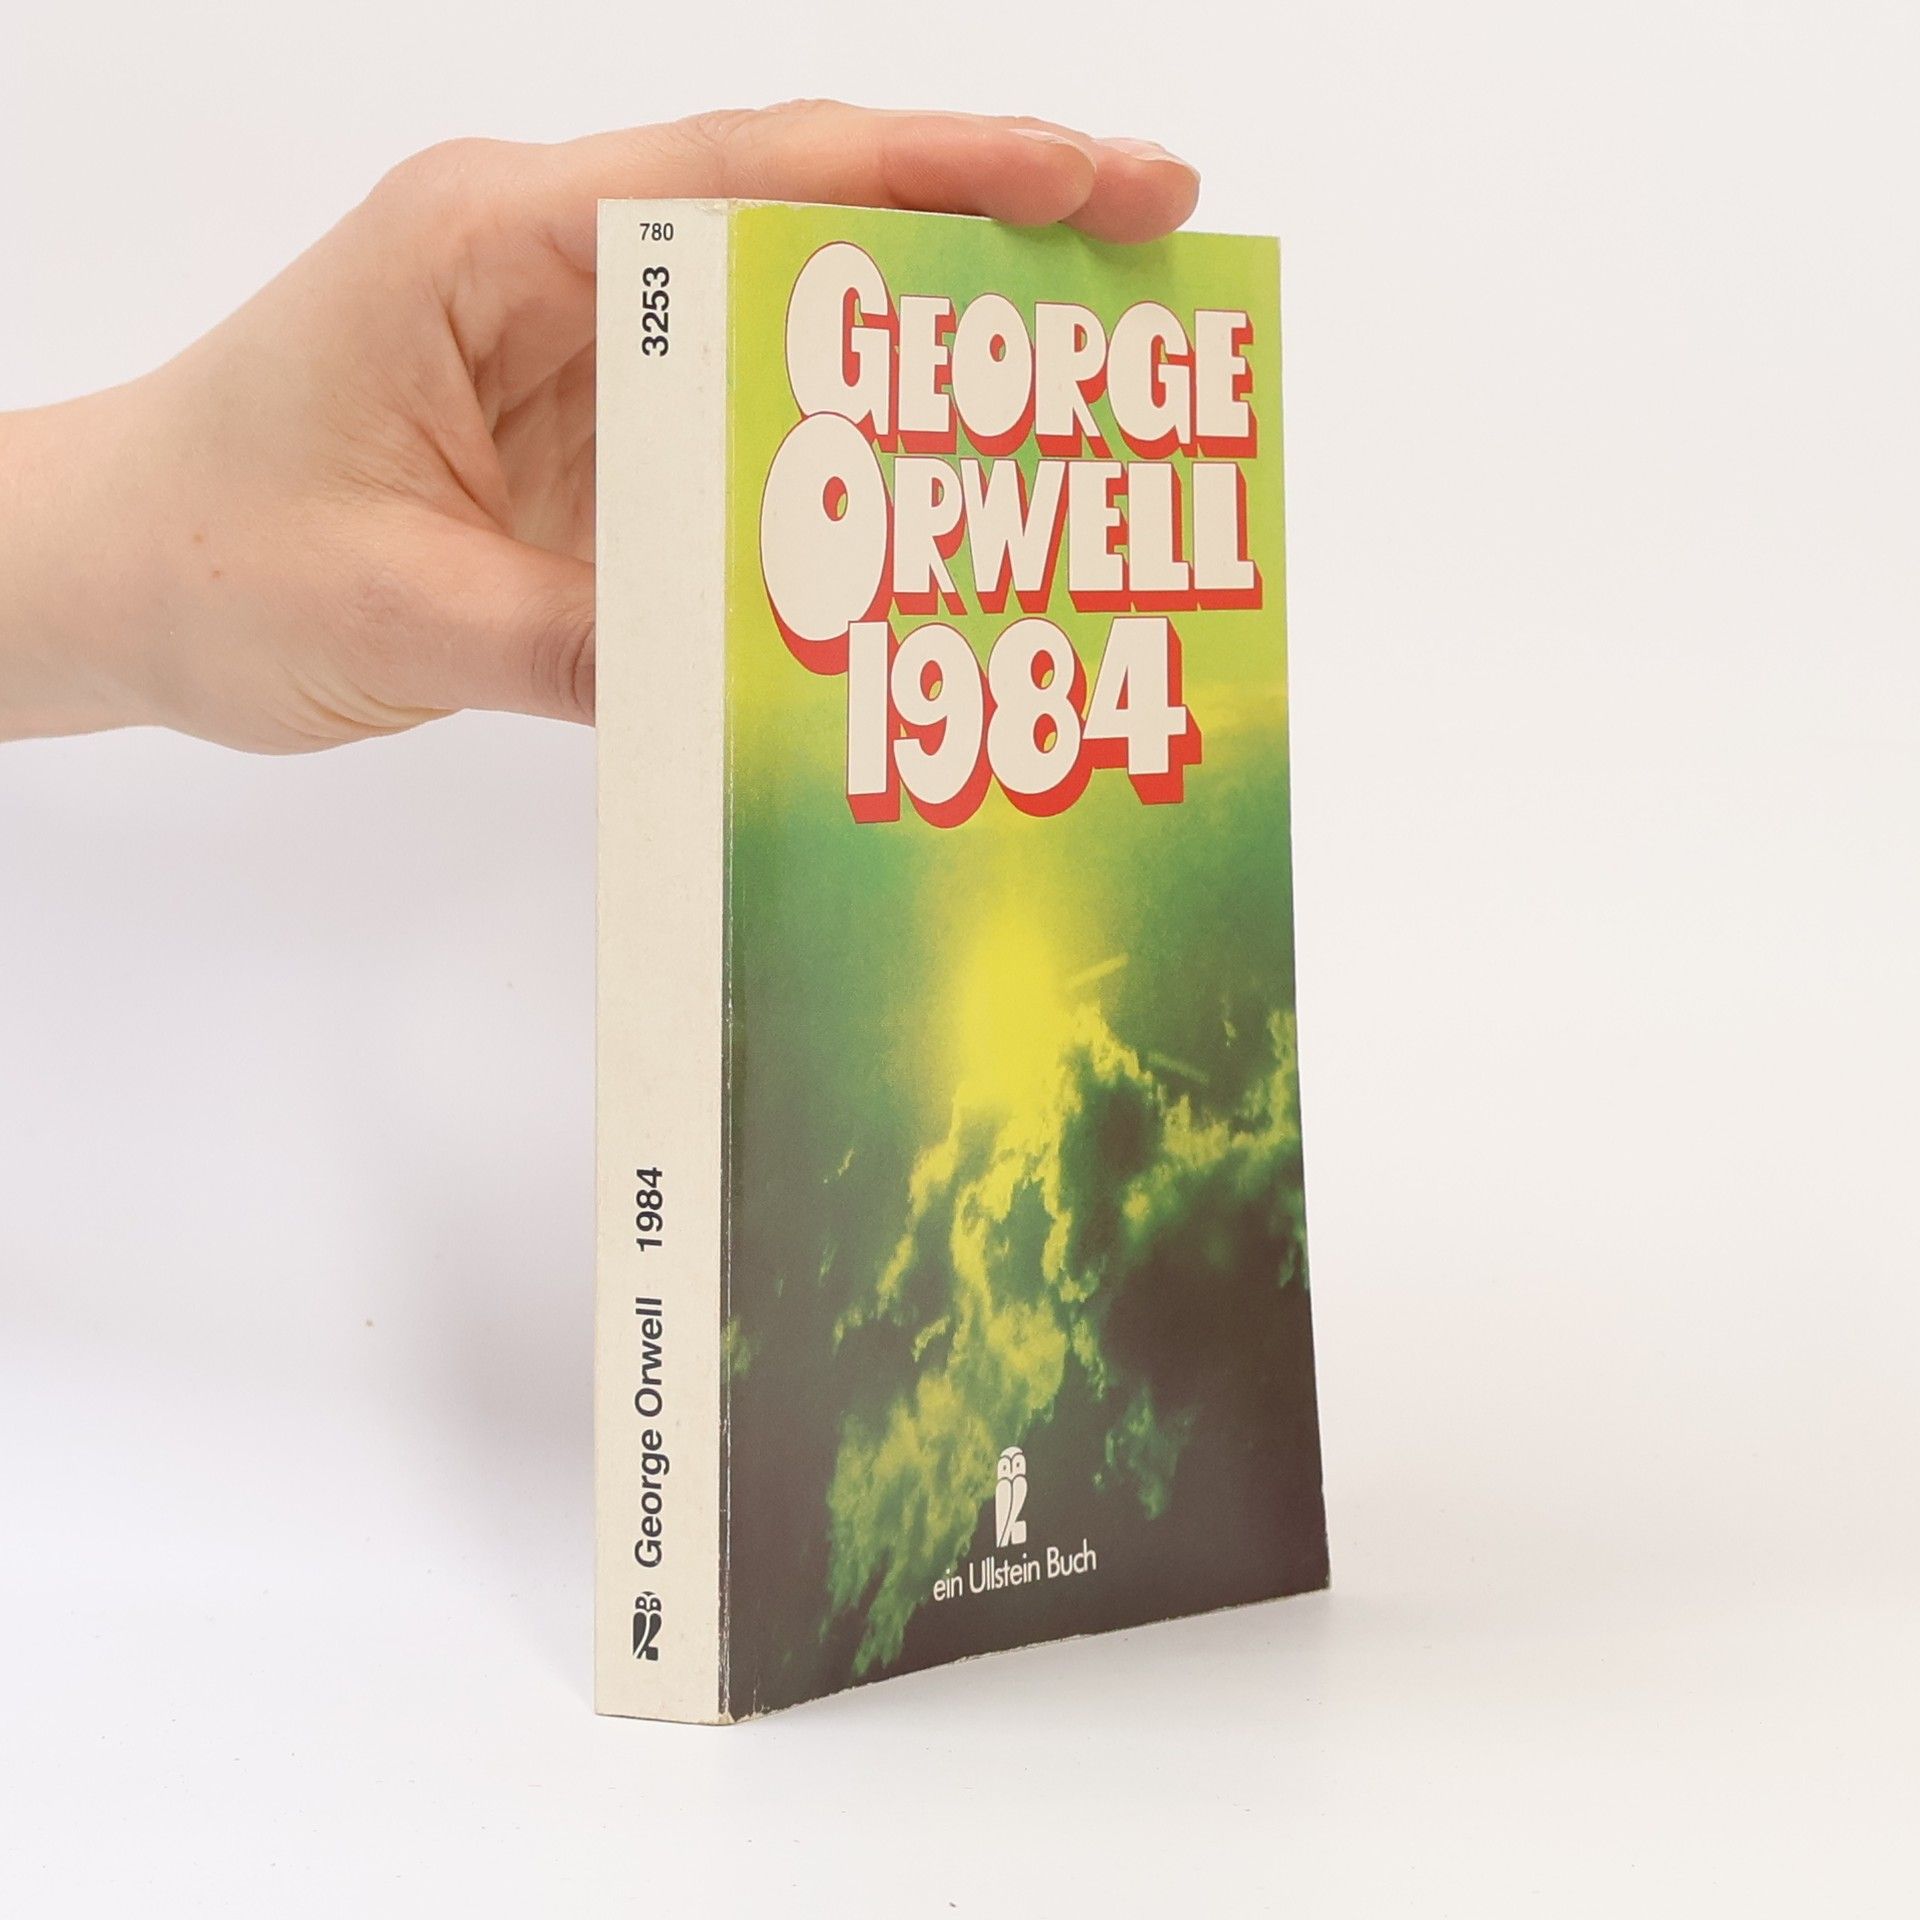 780
3253
George Orwell 1984
GEORGE
ORWELL
1984
ein Ullstein Buch